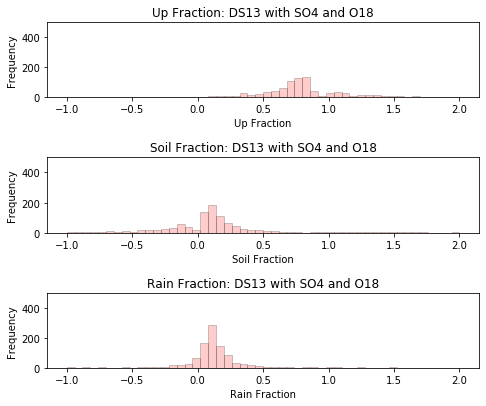 Up Fraction: DS13 with SO4 and O18
400
200
0
Frequency
-1.0 -0.5 0.0 0.5 1.0 1.5 2.0
Up Fraction
Soil Fraction: DS13 with SO4 and O18
400
200
0
Frequency
-1.0 -0.5 0.0 0.5 1.0 1.5 2.0
Soil Fraction
Rain Fraction: DS13 with SO4 and O18
400
200
0
Frequency
-1.0 -0.5 0.0 0.5 1.0 1.5 2.0
Rain Fraction